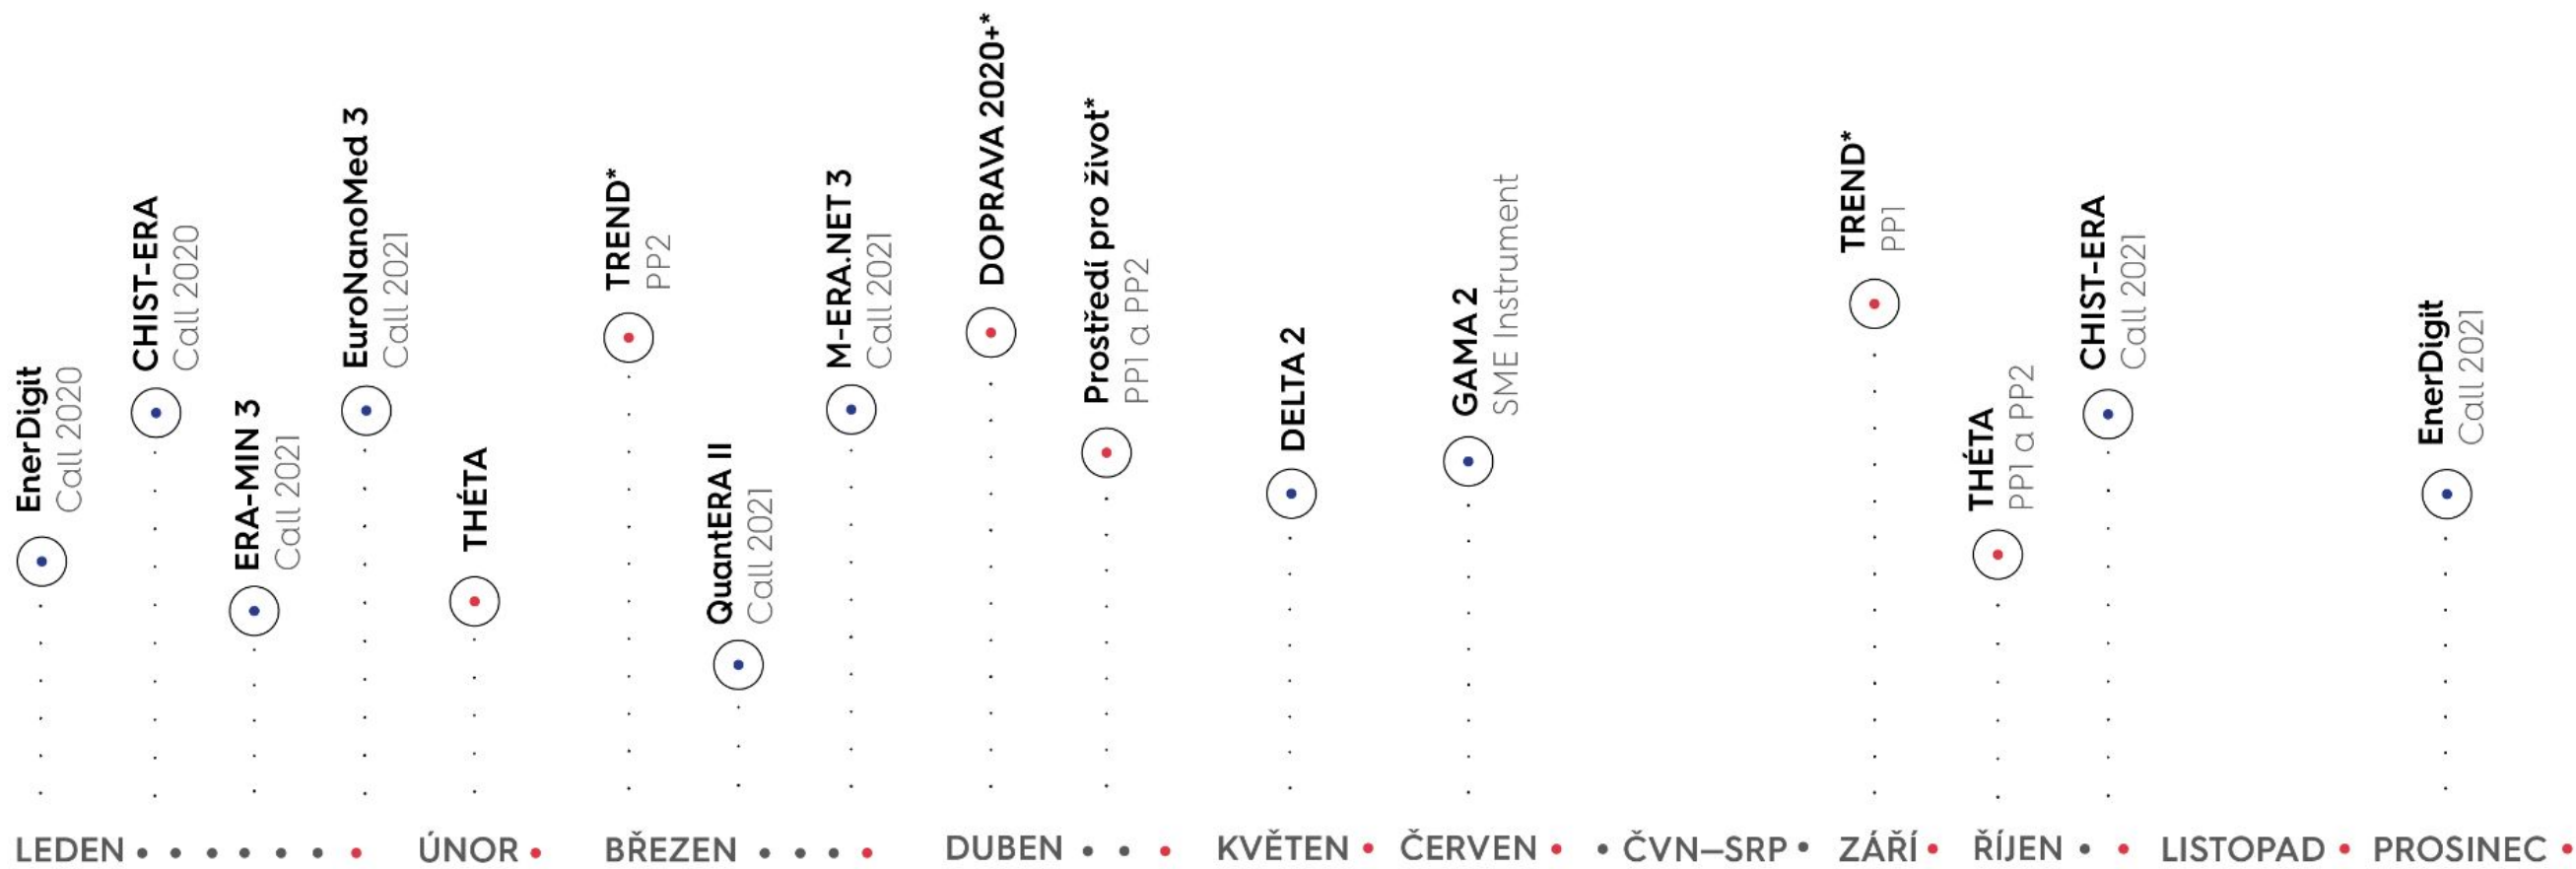 EnerDigit
Call 2020
CHIST-ERA
Call 2020
ERA-MIN 3
Call 2021
EuroNanoMed 3
Call 2021
THÉTA
TREND*
PP2
QuantERA II
Call 2021
M-ERA.NET 3
Call 2021
DOPRAVA 2020+*
Prostředí pro život*
PP1 a PP2
DELTA 2
GAMA 2
SME Instrument
TREND*
PP1
THÉTA
PP1 a PP2
CHIST-ERA
Call 2021
EnerDigit
Call 2021
LEDEN • • • • • • • ÚNOR • BŘEZEN • • • • DUBEN • • • KVĚTEN • ČERVEN • • ČVN–SRP • ZÁŘÍ • ŘÍJEN • • LISTOPAD • PROSINEC •